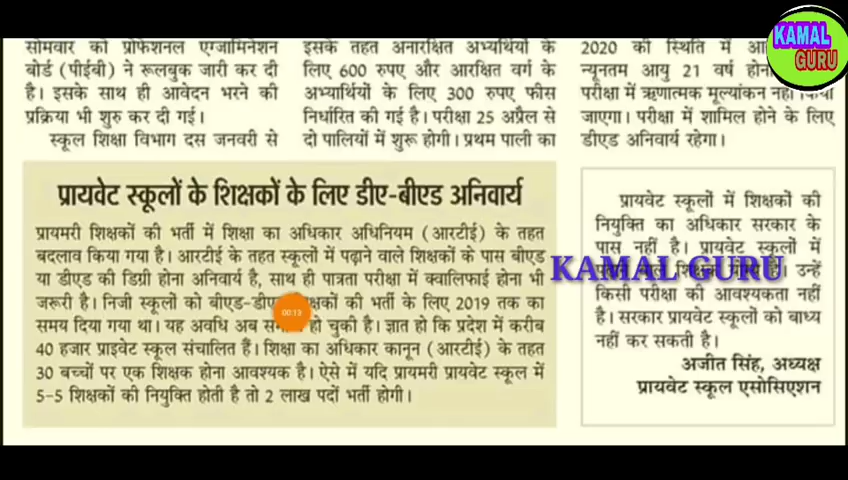 KAMAL
GURU
सोमवार को प्रोफेशनल एग्जामिनेशन
बोर्ड (पीईबी) ने रूलबुक जारी कर दी
है। इसके साथ ही आवेदन भरने की
प्रक्रिया भी शुरु कर दी गई।
स्कूल शिक्षा विभाग दस जनवरी से
इसके तहत अनारक्षित अभ्यर्थियों के
लिए 600 रुपए और आरक्षित वर्ग के
अभ्यार्थियों के लिए 300 रुपए फीस
निर्धारित की गई है। परीक्षा 25 अप्रैल से
दो पालियों में शुरू होगी। प्रथम पाली का
2020 की स्थिति में
न्यूनतम आयु 21 वर्ष
परीक्षा में ऋणात्मक मूल्यांकन नहीं किया
जाएगा। परीक्षा में शामिल होने के लिए
डीएड अनिवार्य रहेगा।
प्रायवेट स्कूलों के शिक्षकों के लिए डीए-बीएड अनिवार्य
प्रायमरी शिक्षकों की भर्ती में शिक्षा का अधिकार अधिनियम (आरटीई) के तहत
बदलाव किया गया है। आरटीई के तहत स्कूलों में पढ़ाने वाले शिक्षकों के पास बीएड
या डीएड की डिग्री होना अनिवार्य है, साथ ही पात्रता परीक्षा में क्वालिफाई होना भी
जरूरी है। निजी स्कूलों को की भर्ती के लिए 2019 तक का
समय दिया गया था। यह अवधि अब हो चुकी है। ज्ञात हो कि प्रदेश में करीब
40 हजार प्राइवेट स्कूल संचालित हैं। शिक्षा का अधिकार कानून (आरटीई) के तहत
30 बच्चों पर एक शिक्षक होना आवश्यक है। ऐसे में यदि प्रायमरी प्रायवेट स्कूल में
5-5 शिक्षकों की नियुक्ति होती है तो 2 लाख पदों भर्ती होगी।
00:13
प्रायवेट स्कूलों में शिक्षकों की
नियुक्ति का अधिकार सरकार के
पास नहीं है। प्रायवेट स्कूलों में
KAMAL GURU
उन्हें
किसी परीक्षा की आवश्यकता नहीं
है। सरकार प्रायवेट स्कूलों को बाध्य
नहीं कर सकती है।
अजीत सिंह, अध्यक्ष
प्रायवेट स्कूल एसोसिएशन